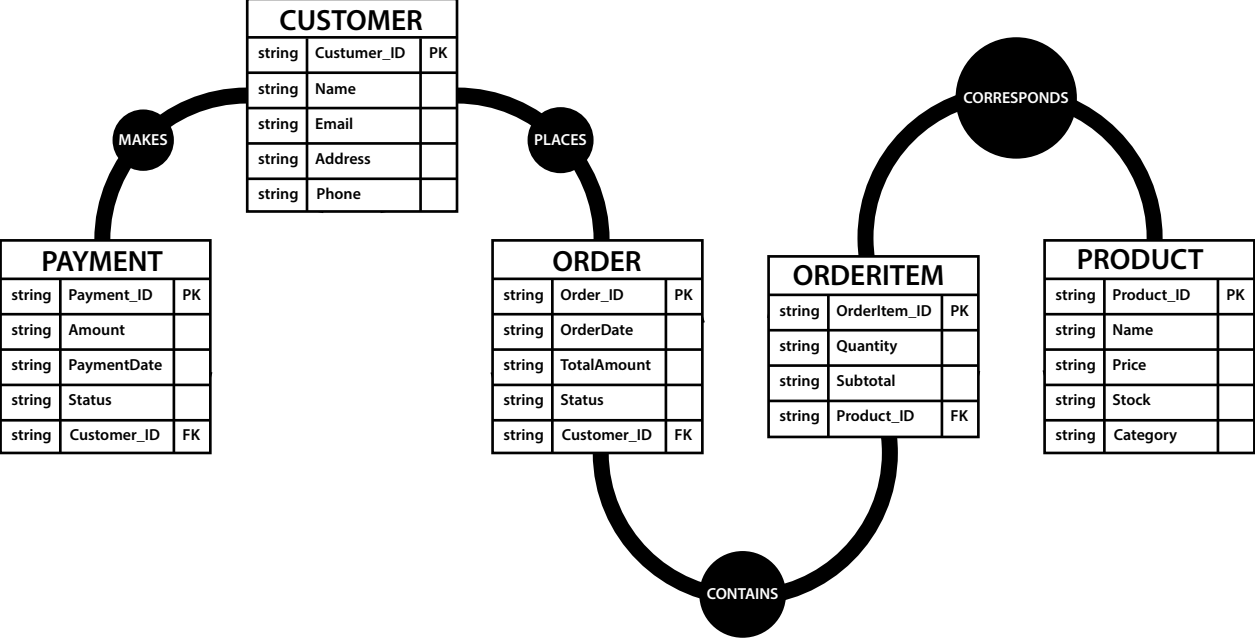 CUSTOMER
string Custumer_ID PK
string Name
string Email
string Address
string Phone
MAKES
PLACES
CORRESPONDS
PAYMENT
string Payment_ID PK
string Amount
string PaymentDate
string Status
string Customer_ID FK
ORDER
string Order_ID PK
string OrderDate
string TotalAmount
string Status
string Customer_ID FK
ORDERITEM
string OrderItem_ID PK
string Quantity
string Subtotal
string Product_ID FK
PRODUCT
string Product_ID PK
string Name
string Price
string Stock
string Category
CONTAINS